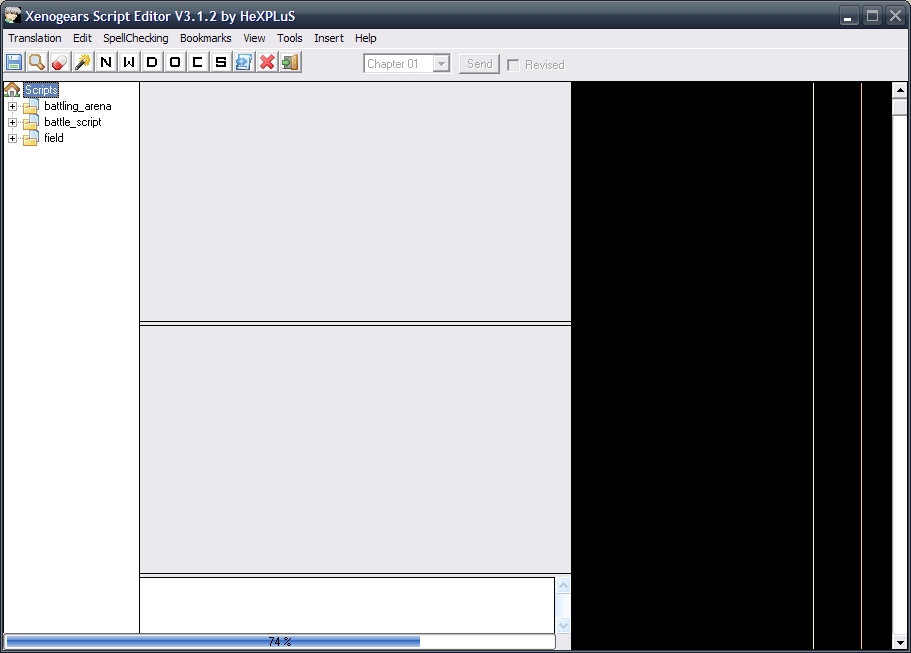 Xenogears Script Editor V3.1.2 by HeXPLuS
Translation Edit SpellChecking Bookmarks View Tools Insert Help
N W D O C S Chapter 01 Send Revised
Scripts
battling_arena
battle_script
field
74 %